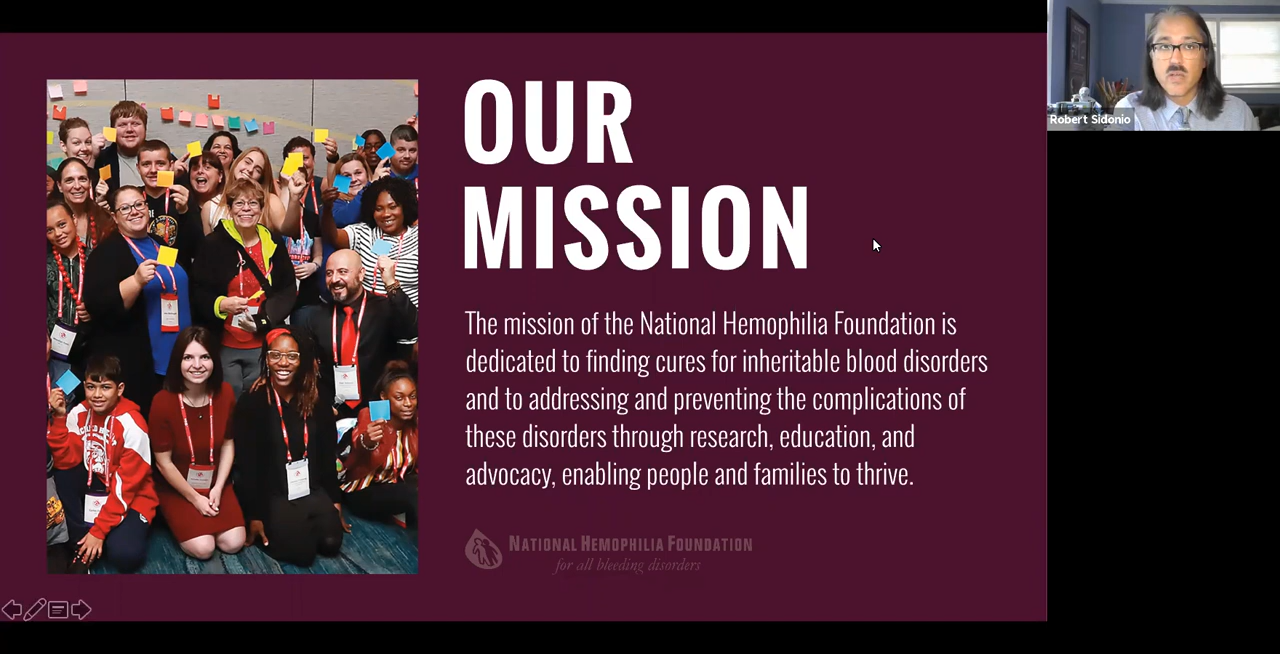 OUR
MISSION
The mission of the National Hemophilia Foundation is
dedicated to finding cures for inheritable blood disorders
and to addressing and preventing the complications of
these disorders through research, education, and
advocacy, enabling people and families to thrive.
NATIONAL HEMOPHILIA FOUNDATION
for all bleeding disorders
Robert Sidonio